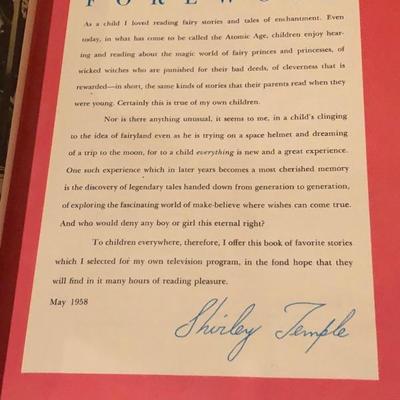 FOREWO
As a child I loved reading fairy stories and tales of enchantment. Even
today, in what has come to be called the Atomic Age, children enjoy hear-
ing and reading about the magic world of fairy princes and princesses, of
wicked witches who are punished for their bad deeds, of cleverness that is
rewarded—in short, the same kinds of stories that their parents read when they
were young. Certainly this is true of my own children.
Nor is there anything unusual, it seems to me, in a child's clinging
to the idea of fairyland even as he is trying on a space helmet and dreaming
of a trip to the moon, for to a child everything is new and a great experience.
One such experience which in later years becomes a most cherished memory
is the discovery of legendary tales handed down from generation to generation,
of exploring the fascinating world of make-believe where wishes can come true.
And who would deny any boy or girl this eternal right?
To children everywhere, therefore, I offer this book of favorite stories
which I selected for my own television program, in the fond hope that they
will find in it many hours of reading pleasure.
May 1958
Shirley Temple